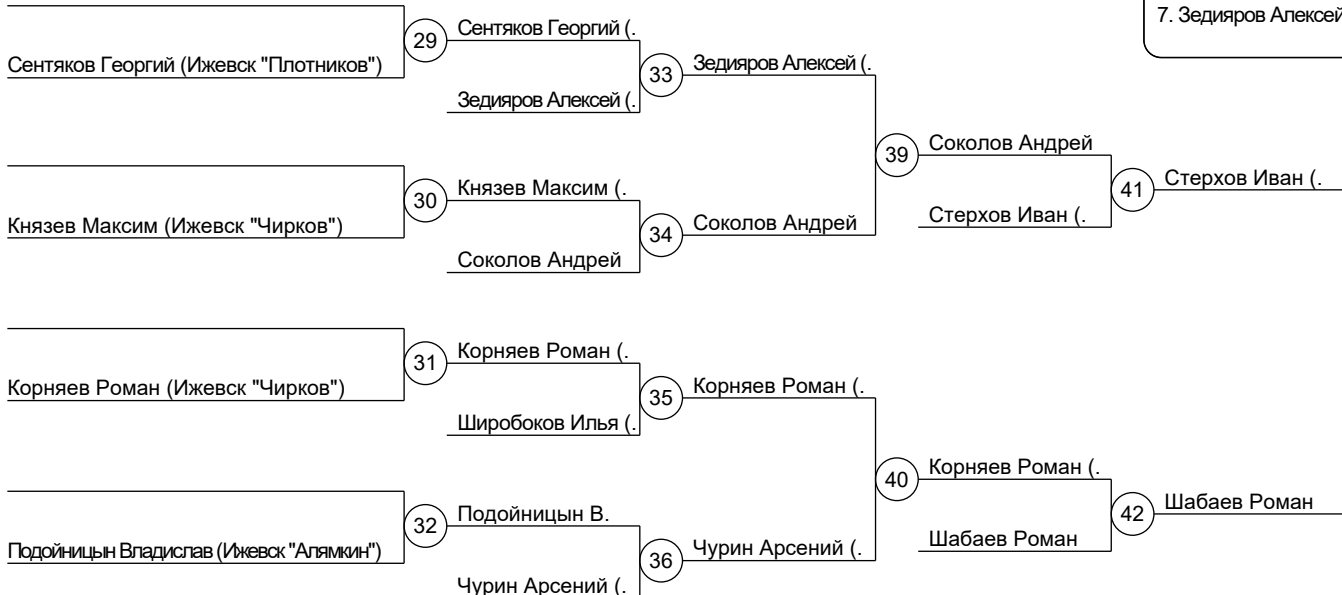 7. Зедияров Алексей
29
Сентяков Георгий (.
Сентяков Георгий (Ижевск "Плотников")
33
Зедияров Алексей (.
Зедияров Алексей (.
39
Соколов Андрей
30
Князев Максим (.
41
Стерхов Иван (.
Князев Максим (Ижевск "Чирков")
34
Соколов Андрей
Стерхов Иван (.
Соколов Андрей
31
Корняев Роман (.
Корняев Роман (Ижевск "Чирков")
35
Корняев Роман (.
Широбоков Илья (.
40
Корняев Роман (.
32
Подойницын В.
42
Шабаев Роман
Подойницын Владислав (Ижевск "Алямкин")
36
Чурин Арсений (.
Шабаев Роман
Чурин Арсений (.